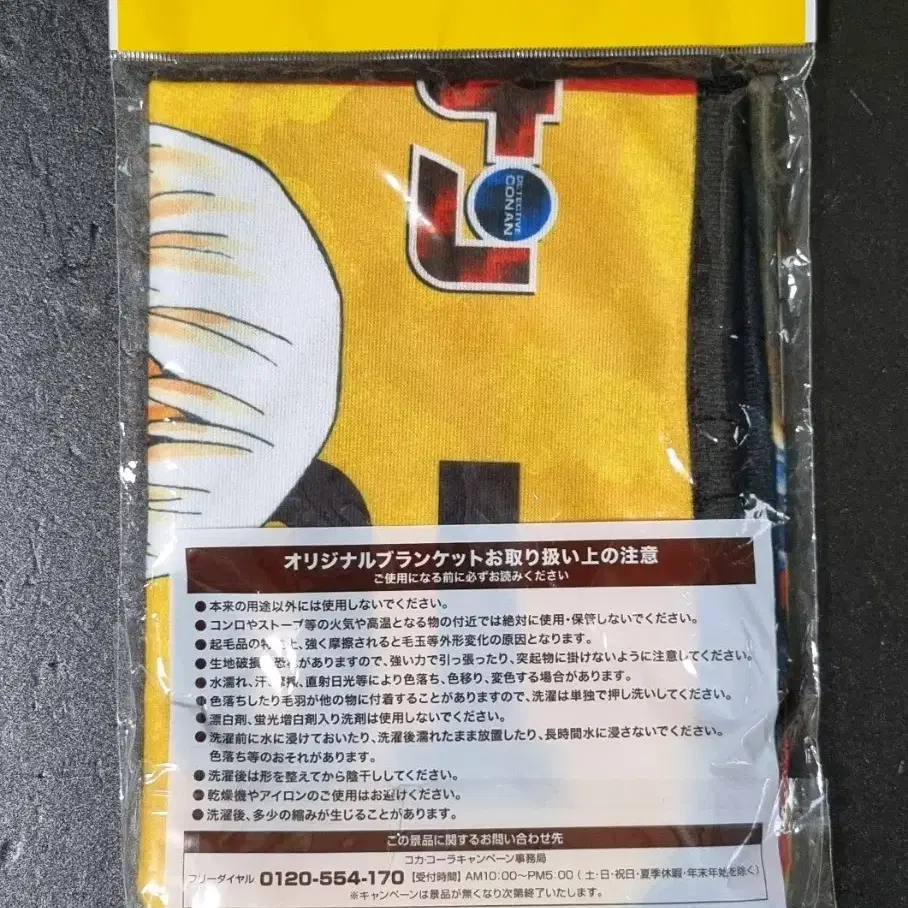 DETECTIVE
CONAN
オリジナルブランケットお取り扱い上の注意
ご使用になる前に必ずお読みください
●本来の用途以外には使用しないでください。
●コンロやストーブ等の火気や高温となる物の付近では絶対に使用・保管しないでください。
●起毛品の特性上、強く摩擦されると毛玉等外形変化の原因となります。
●生地破損の恐れがありますので、強い力で引っ張ったり、突起物に掛けないように注意してください。
●水濡れ、汗、摩擦、直射日光等により色落ち、色移り、変色する場合があります。
●色落ちしたり毛羽が他の物に付着することがありますので、洗濯は単独で押し洗いしてください。
●漂白剤、蛍光増白剤入り洗剤は使用しないでください。
●洗濯前に水に浸けておいたり、洗濯後濡れたまま放置したり、長時間水に浸さないでください。
色落ち等のおそれがあります。
●洗濯後は形を整えてから陰干ししてください。
●乾燥機やアイロンのご使用はお避けください。
●洗濯後、多少の縮みが生じることがあります。
この景品に関するお問い合わせ先
コカ・コーラキャンペーン事務局
フリーダイヤル 0120-554-170 【受付時間】AM10:00~PM5:00(土・日・祝日・夏季休暇・年末年始を除く)
※キャンペーンは景品が無くなり次第終了いたします。